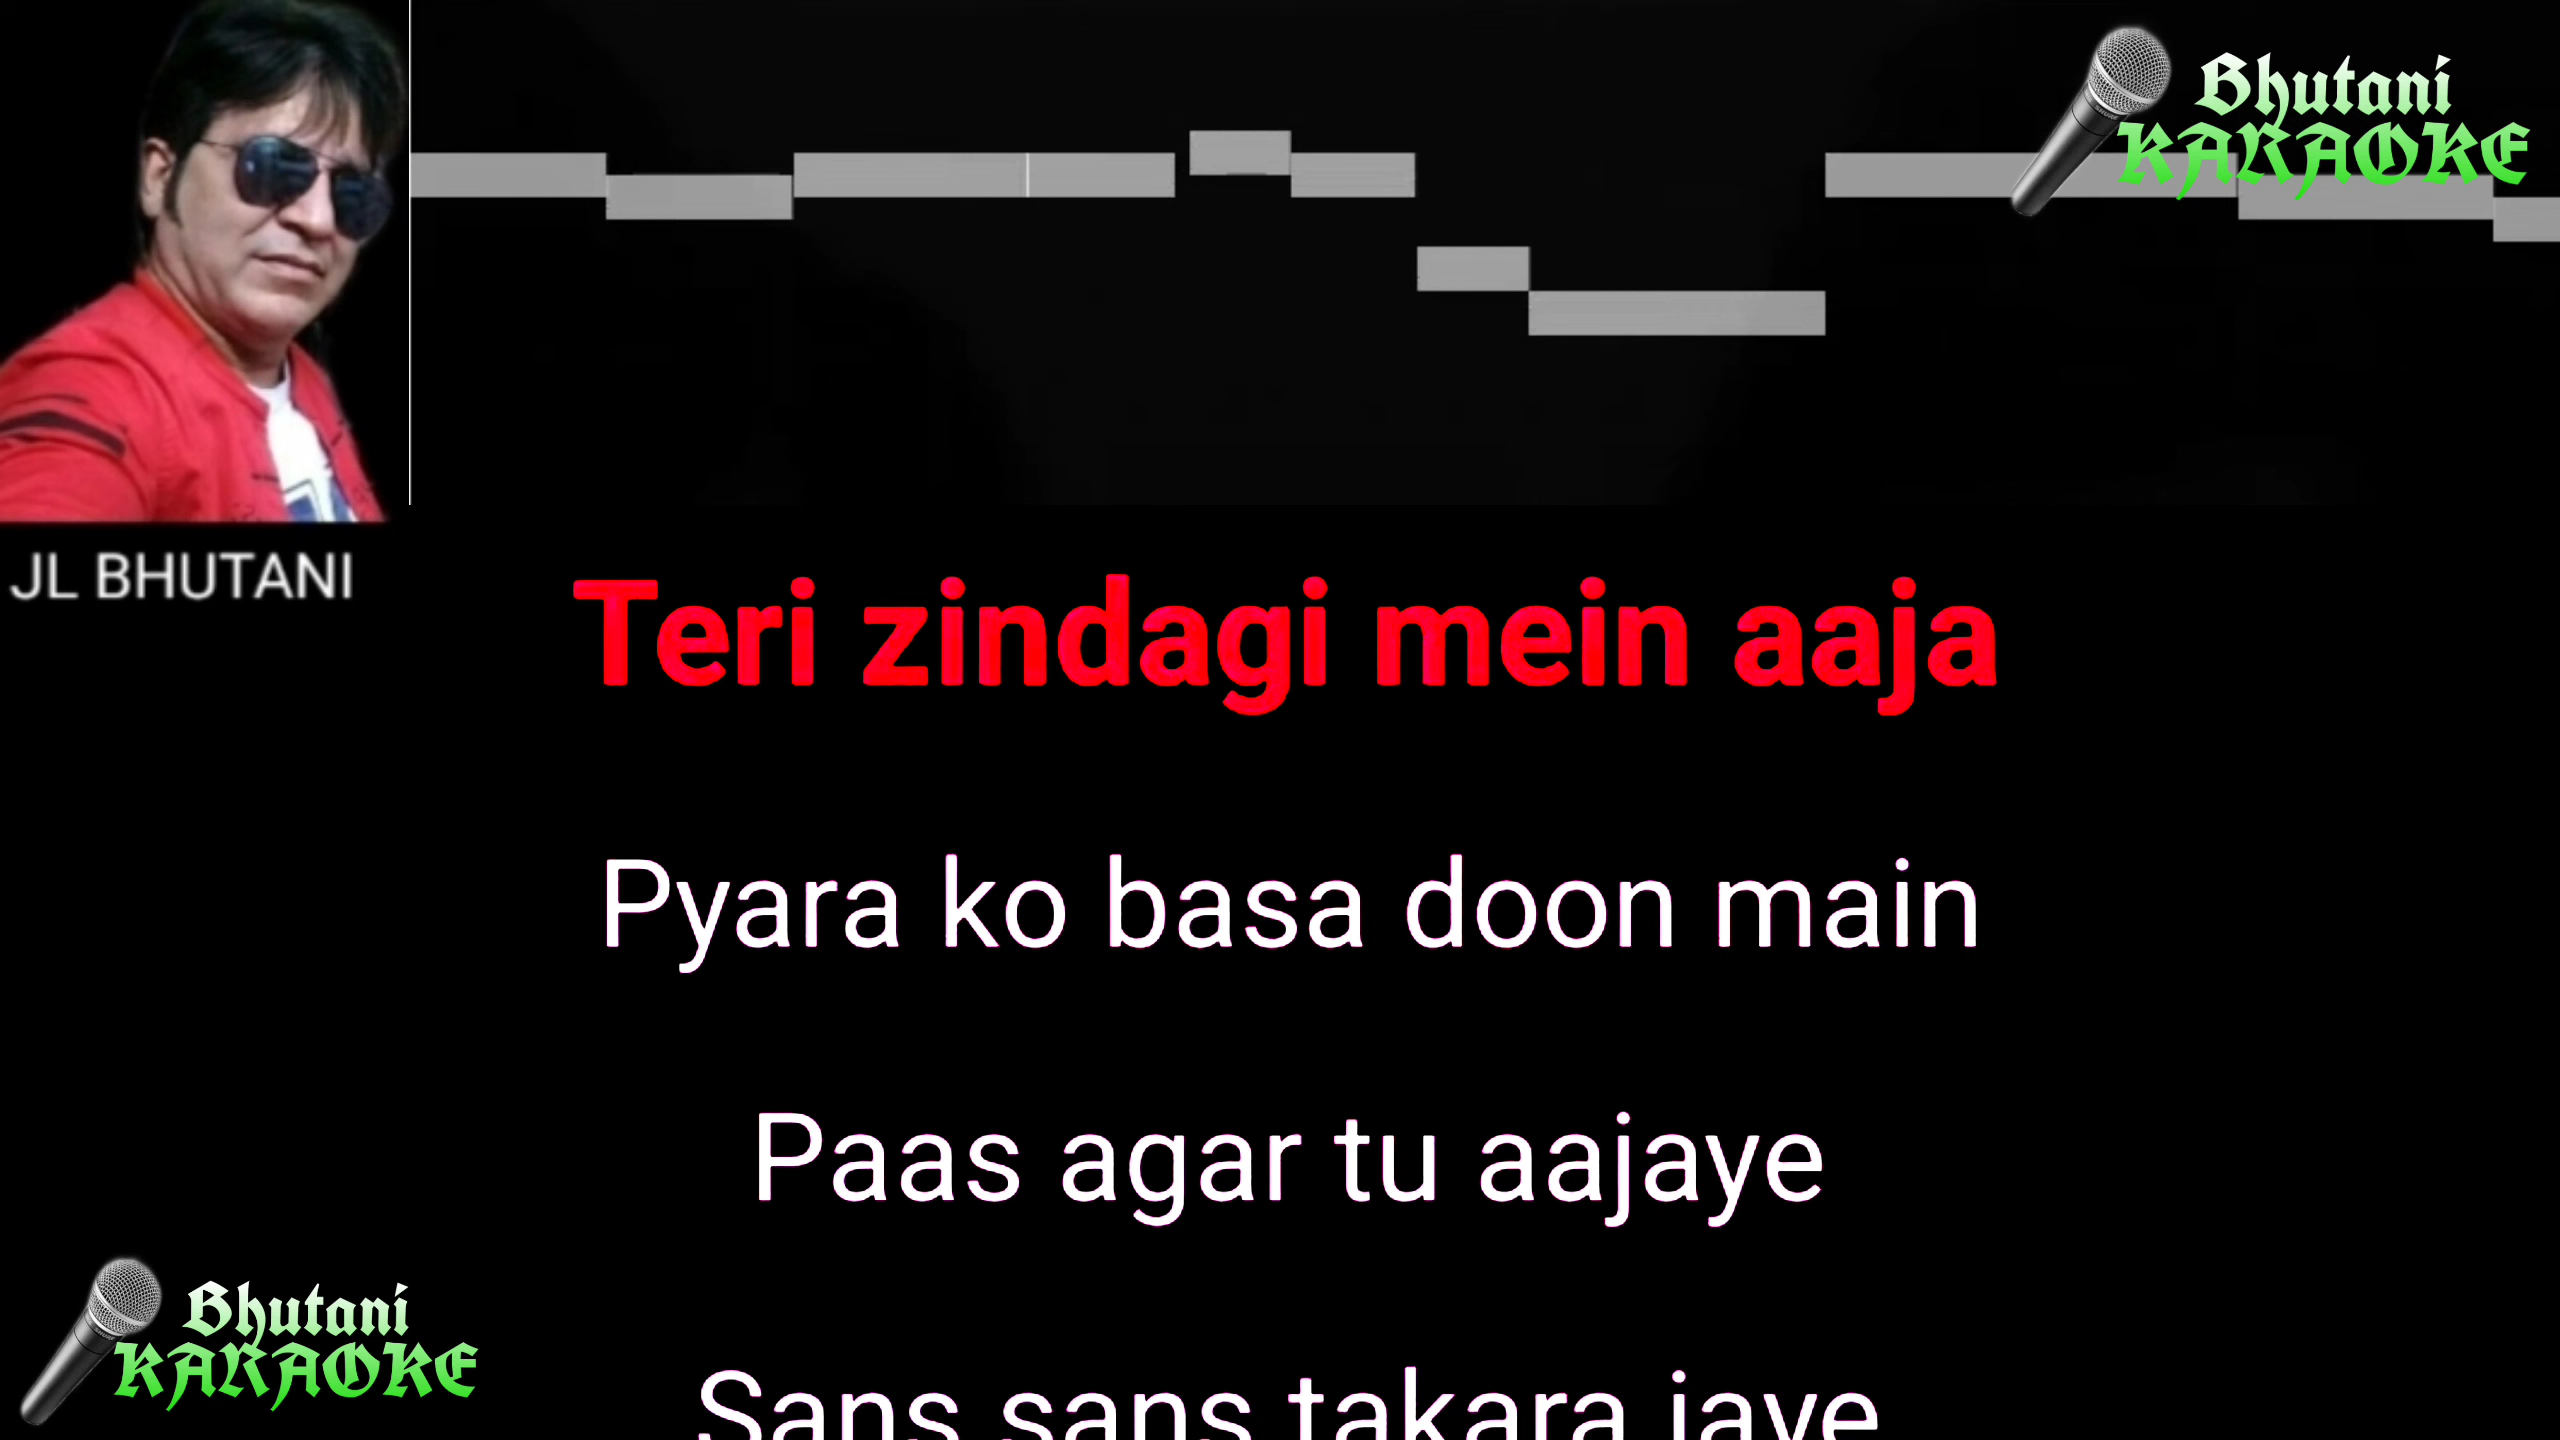 Bhutani
KARAOKE
JL BHUTANI
Teri zindagi mein aaja
Pyara ko basa doon main
Paas agar tu aajaye
Sans sans takara jaye
Bhutani
KARAOKE